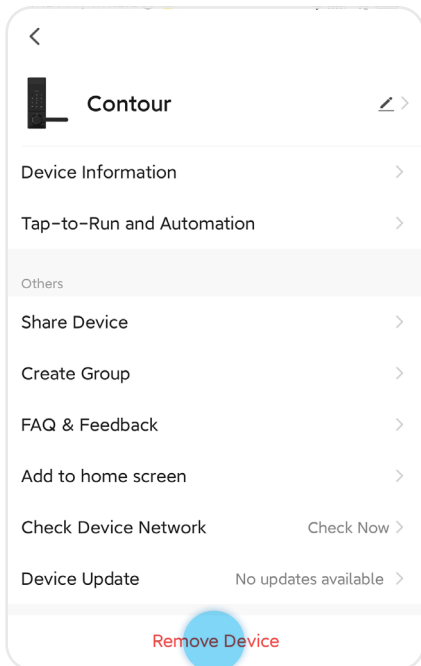 Contour
Device Information
Tap-to-Run and Automation
Others
Share Device
Create Group
FAQ & Feedback
Add to home screen
Check Device Network Check Now
Device Update No updates available
Remove Device